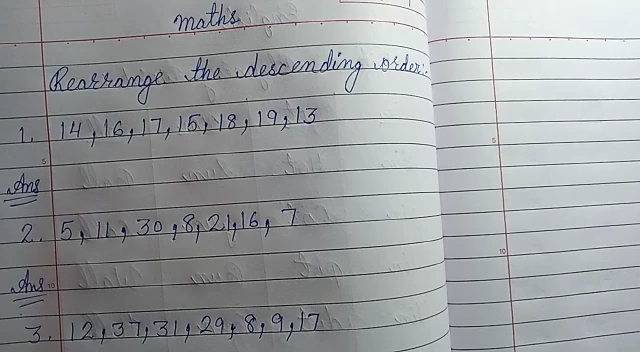 maths
Rearrange the descending order:-
1. 14, 16, 17, 15, 18, 19, 13
Ans
2. 5, 11, 30, 8, 21, 16, 7
Ans
3. 12, 37, 31, 29, 8, 9, 17